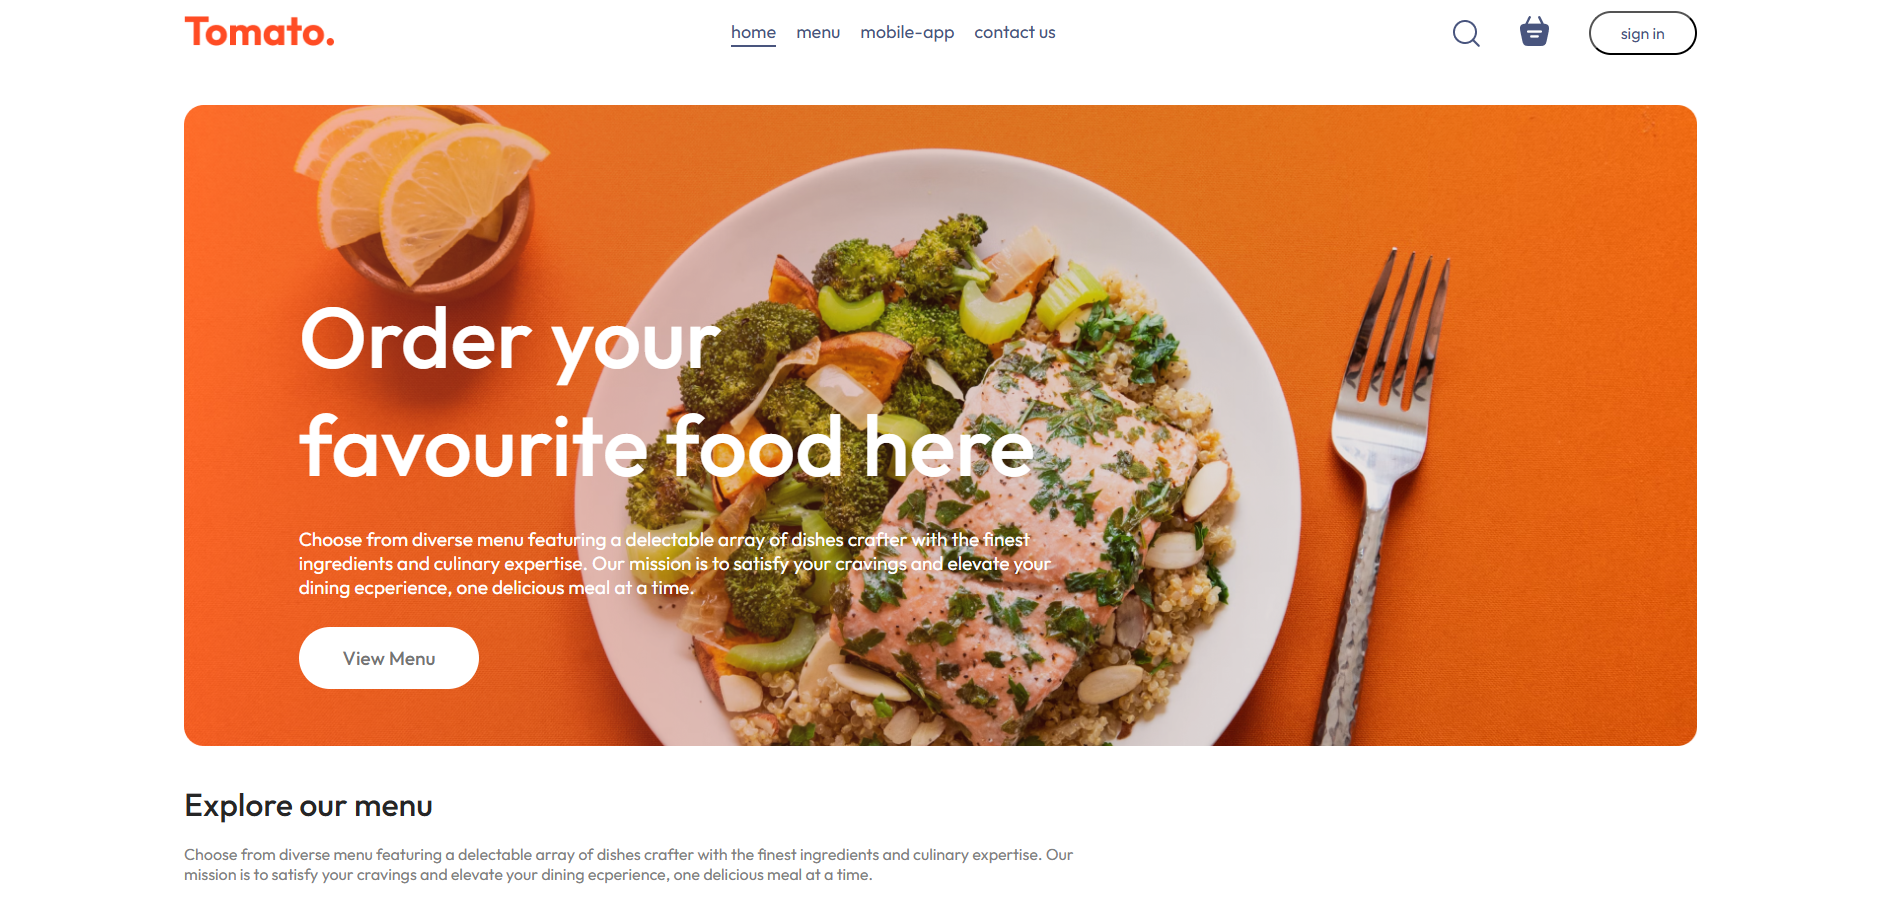 Tomato.
home menu mobile-app contact us
sign in
Order your
favourite food here
Choose from diverse menu featuring a delectable array of dishes crafter with the finest
ingredients and culinary expertise. Our mission is to satisfy your cravings and elevate your
dining ecperience, one delicious meal at a time.
View Menu
Explore our menu
Choose from diverse menu featuring a delectable array of dishes crafter with the finest ingredients and culinary expertise. Our
mission is to satisfy your cravings and elevate your dining ecperience, one delicious meal at a time.